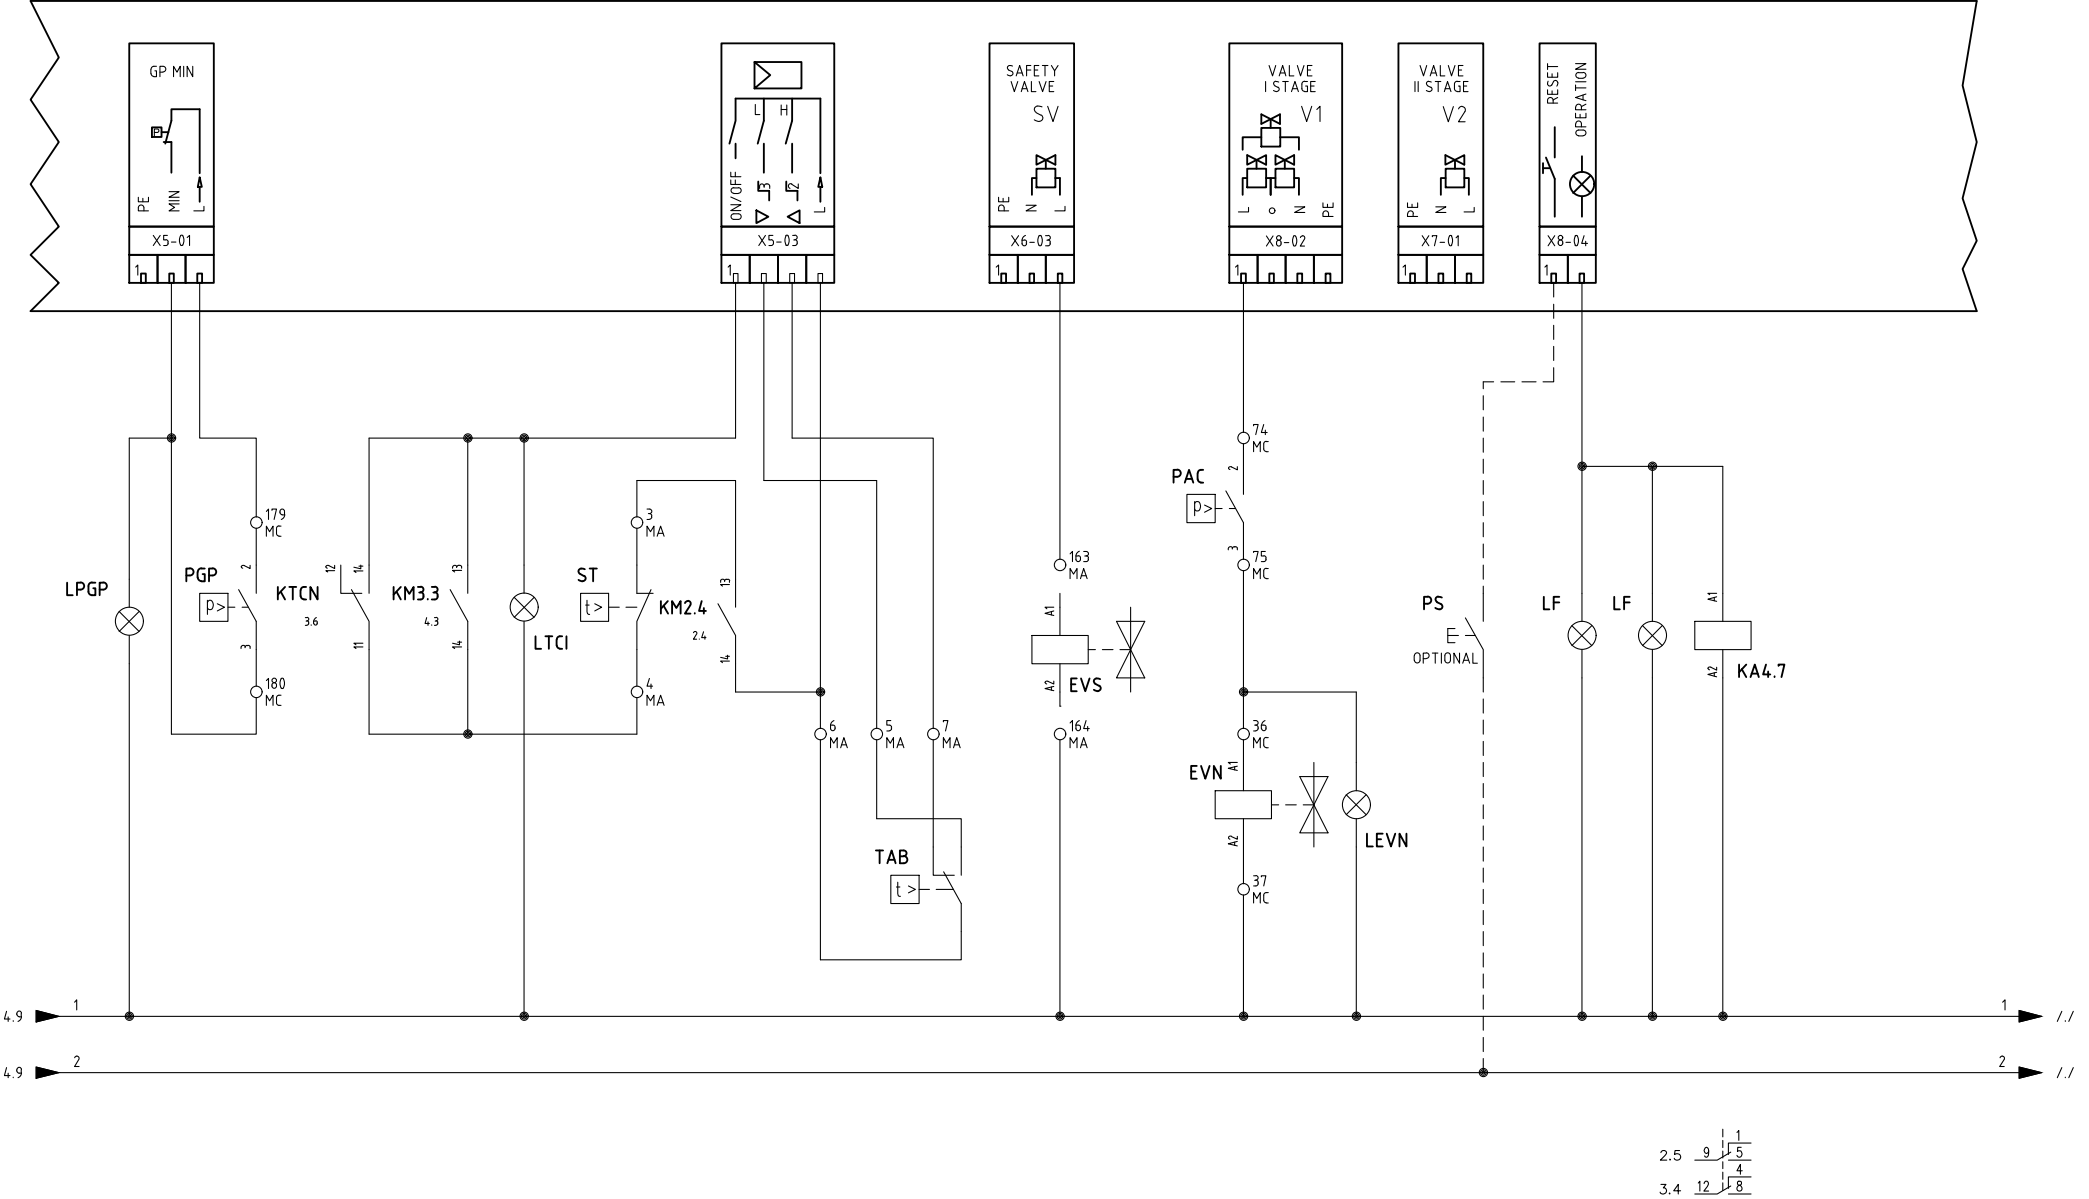 GP MIN
P
PE
MIN
L
X5-01
1
L
H
ON/OFF
3
2
L
X5-03
1
SAFETY
VALVE
SV
PE
N
L
X6-03
1
VALVE
I STAGE
V1
L
N
PE
X8-02
1
VALVE
II STAGE
V2
PE
N
L
X7-01
1
RESET
OPERATION
X8-04
1
LPGP
179
MC
2
PGP
p>
3
180
MC
12
14
KTCN
3.6
11
13
KM3.3
4.3
14
LTCI
3
MA
ST
t >
4
MA
13
KM2.4
2.4
14
6
MA
5
MA
7
MA
TAB
t >
163
MA
A1
A2
EVS
164
MA
74
MC
2
PAC
p>
3
75
MC
36
MC
A1
EVN
A2
37
MC
LEVN
PS
E
OPTIONAL
LF
LF
A1
A2
KA4.7
4.9
1
1
/./
4.9
2
2
/./
1
2.5 9 5
4
3.4 12 8